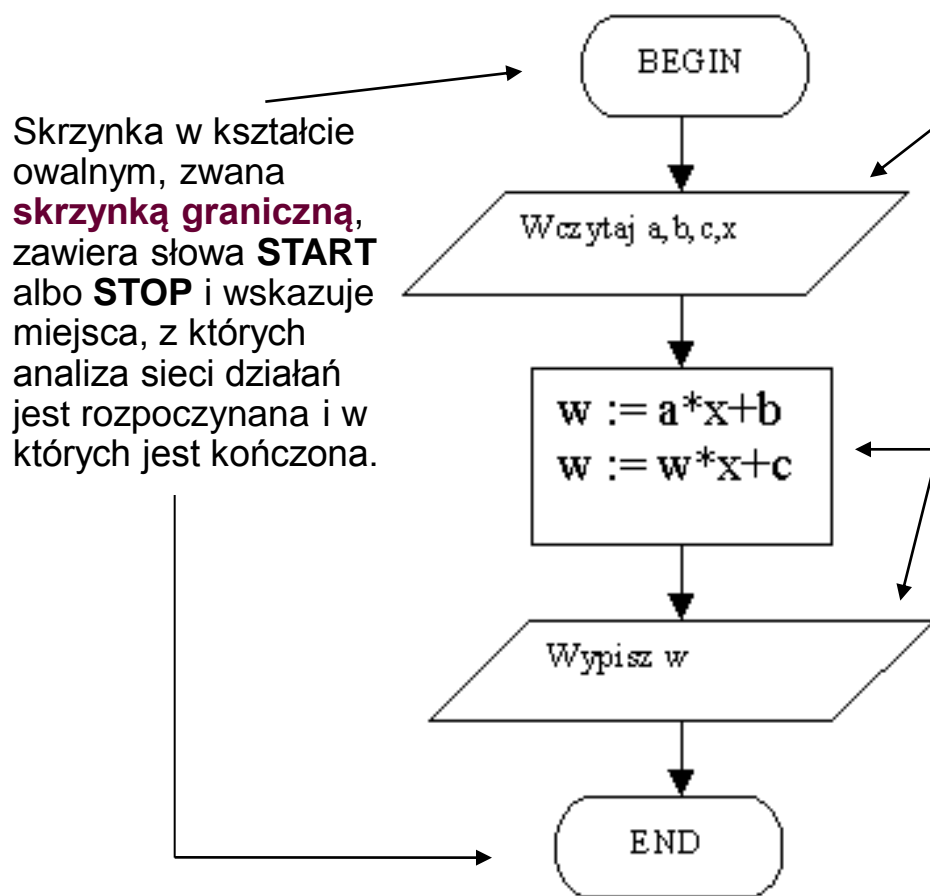 Skrzynka w kształcie
owalnym, zwana
skrzynką graniczną,
zawiera słowa START
albo STOP i wskazuje
miejsca, z których
analiza sieci działań
jest rozpoczynana i w
których jest kończona.
BEGIN
Wczytaj a,b,c,x
w := a*x+b
w := w*x+c
Wypisz w
END